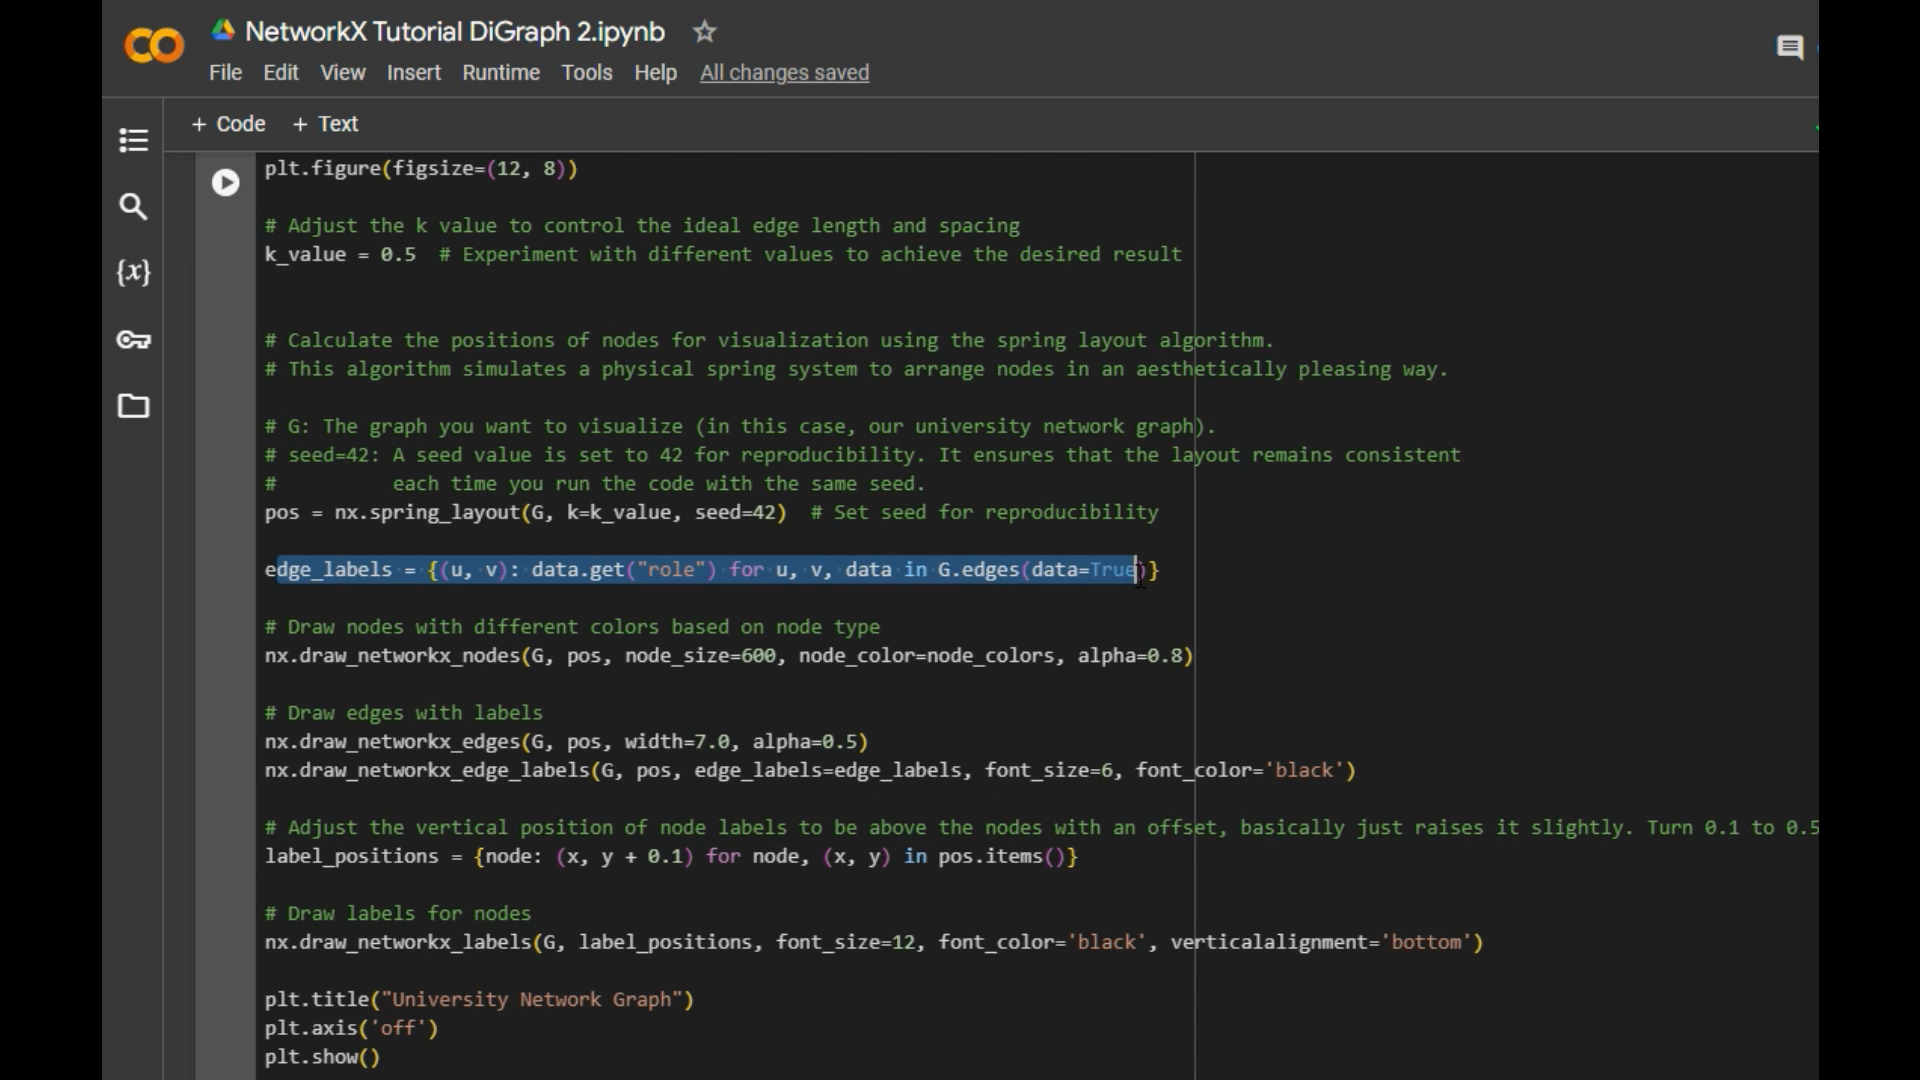 NetworkX Tutorial DiGraph 2.ipynb
File Edit View Insert Runtime Tools Help All changes saved
+ Code + Text
plt.figure(figsize=(12, 8))
# Adjust the k value to control the ideal edge length and spacing
k_value = 0.5  # Experiment with different values to achieve the desired result
# Calculate the positions of nodes for visualization using the spring layout algorithm.
# This algorithm simulates a physical spring system to arrange nodes in an aesthetically pleasing way.
# G: The graph you want to visualize (in this case, our university network graph).
# seed=42: A seed value is set to 42 for reproducibility. It ensures that the layout remains consistent
#          each time you run the code with the same seed.
pos = nx.spring_layout(G, k=k_value, seed=42)  # Set seed for reproducibility
edge_labels = {(u, v): data.get("role") for u, v, data in G.edges(data=True)}
# Draw nodes with different colors based on node type
nx.draw_networkx_nodes(G, pos, node_size=600, node_color=node_colors, alpha=0.8)
# Draw edges with labels
nx.draw_networkx_edges(G, pos, width=7.0, alpha=0.5)
nx.draw_networkx_edge_labels(G, pos, edge_labels=edge_labels, font_size=6, font_color='black')
# Adjust the vertical position of node labels to be above the nodes with an offset, basically just raises it slightly. Turn 0.1 to 0.5
label_positions = {node: (x, y + 0.1) for node, (x, y) in pos.items()}
# Draw labels for nodes
nx.draw_networkx_labels(G, label_positions, font_size=12, font_color='black', verticalalignment='bottom')
plt.title("University Network Graph")
plt.axis('off')
plt.show()